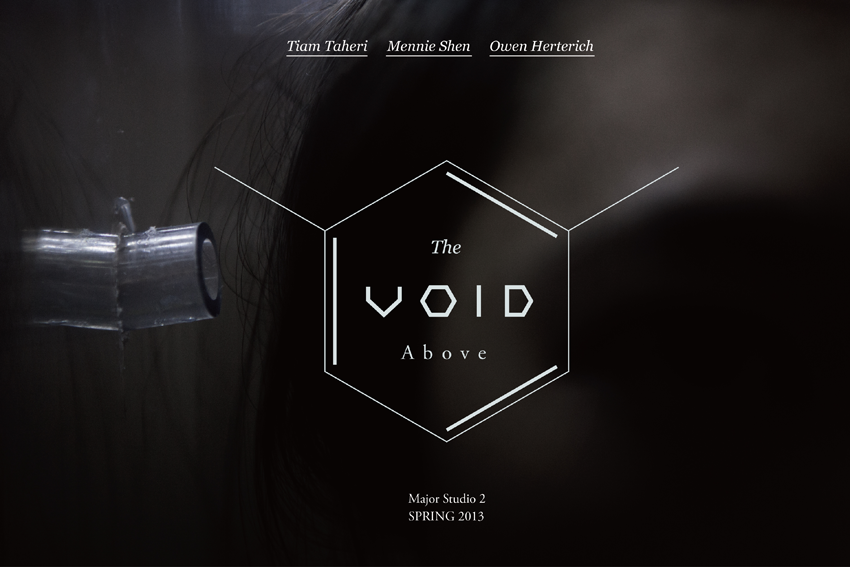 Tiam Taheri Mennie Shen Owen Herterich
The
VOID
Above
Major Studio 2
SPRING 2013